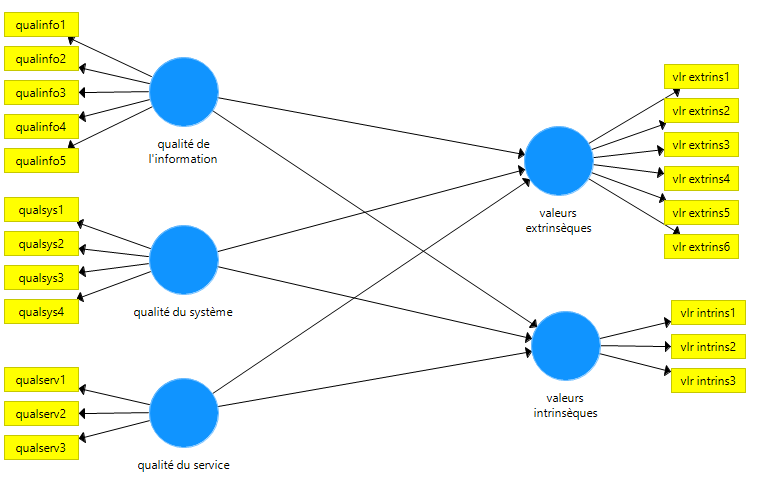 qualinfo1
qualinfo2
qualinfo3
qualinfo4
qualinfo5
qualité de
l'information
qualsys1
qualsys2
qualsys3
qualsys4
qualité du système
qualserv1
qualserv2
qualserv3
qualité du service
vlr extrins1
vlr extrins2
vlr extrins3
vlr extrins4
vlr extrins5
vlr extrins6
valeurs
extrinsèques
vlr intrins1
vlr intrins2
vlr intrins3
valeurs
intrinsèques